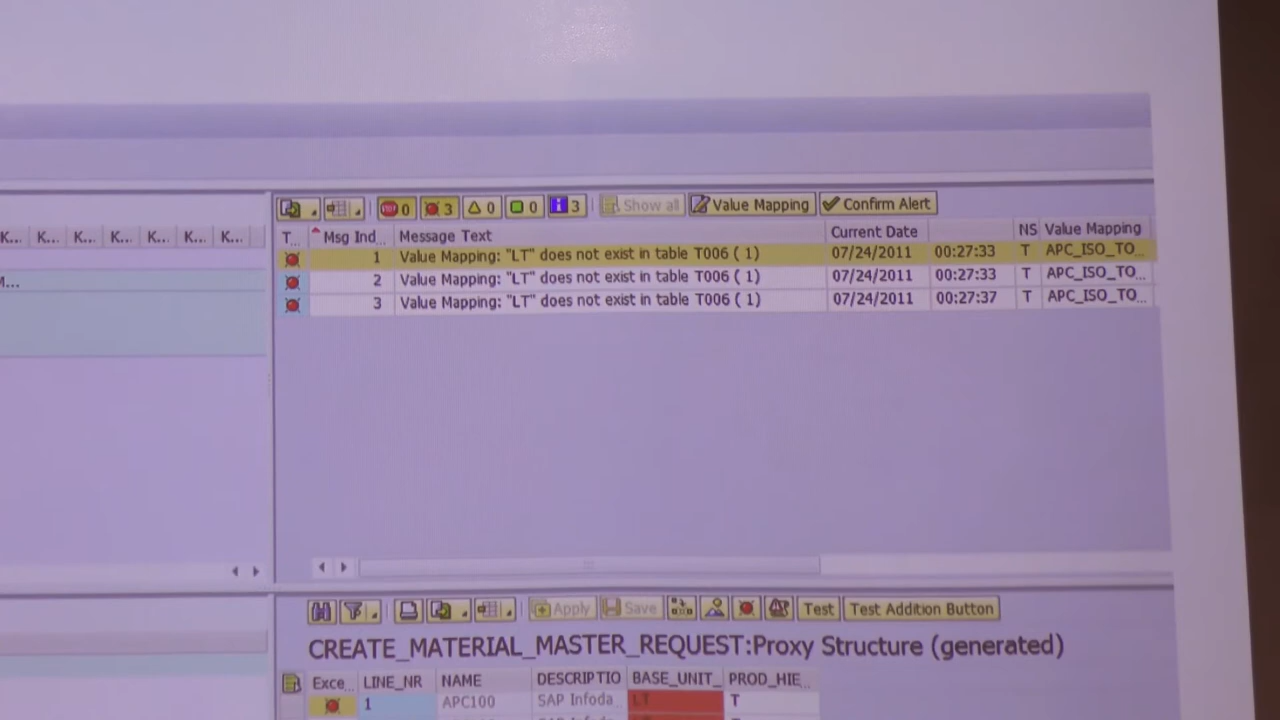 STOP 0 3 0 0 3 Show all Value Mapping Confirm Alert
K... K... K... K... K... K... K...
T... Msg Ind... Message Text Current Date NS Value Mapping
1 Value Mapping: "LT" does not exist in table T006 ( 1) 07/24/2011 00:27:33 T APC_ISO_TO...
M...
2 Value Mapping: "LT" does not exist in table T006 ( 1) 07/24/2011 00:27:33 T APC_ISO_TO...
3 Value Mapping: "LT" does not exist in table T006 ( 1) 07/24/2011 00:27:37 T APC_ISO_TO...
Apply Save Test Test Addition Button
CREATE_MATERIAL_MASTER_REQUEST:Proxy Structure (generated)
Exce... LINE_NR NAME DESCRIPTIO BASE_UNIT_ PROD_HIE...
1 APC100 SAP Infoda LT T